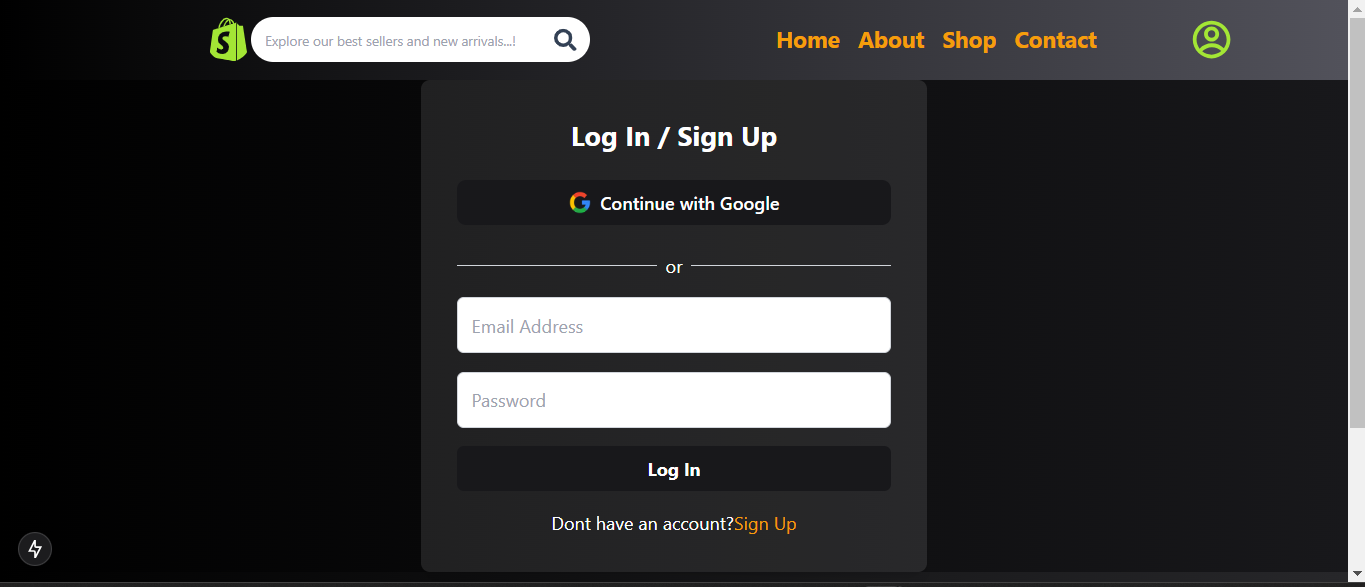 Explore our best sellers and new arrivals...!
Home About Shop Contact
Log In / Sign Up
Continue with Google
or
Email Address
Password
Log In
Dont have an account?Sign Up